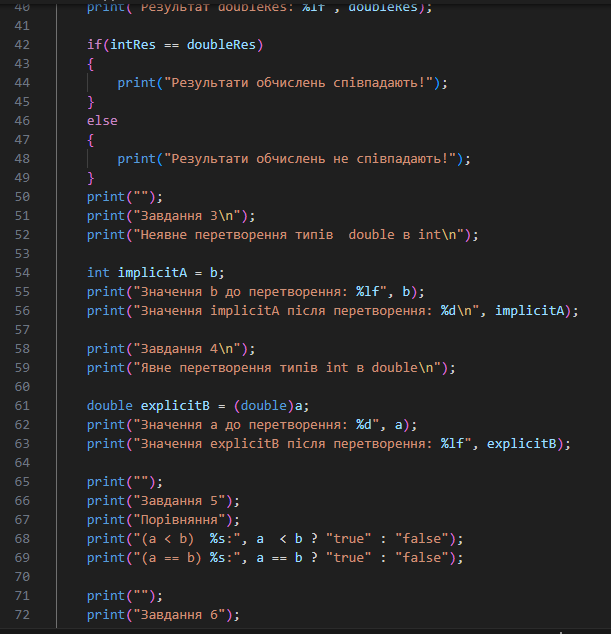 40 print("Результат doubleRes: %lf", doubleRes);
41
42 if(intRes == doubleRes)
43 {
44 print("Результати обчислень співпадають!");
45 }
46 else
47 {
48 print("Результати обчислень не співпадають!");
49 }
50 print("");
51 print("Завдання 3\n");
52 print("Неявне перетворення типів  double в int\n");
53
54 int implicitA = b;
55 print("Значення b до перетворення: %lf", b);
56 print("Значення implicitA після перетворення: %d\n", implicitA);
57
58 print("Завдання 4\n");
59 print("Явне перетворення типів int в double\n");
60
61 double explicitB = (double)a;
62 print("Значення a до перетворення: %d", a);
63 print("Значення explicitB після перетворення: %lf", explicitB);
64
65 print("");
66 print("Завдання 5");
67 print("Порівняння");
68 print("(a < b)  %s:", a  < b ? "true" : "false");
69 print("(a == b) %s:", a == b ? "true" : "false");
70
71 print("");
72 print("Завдання 6");